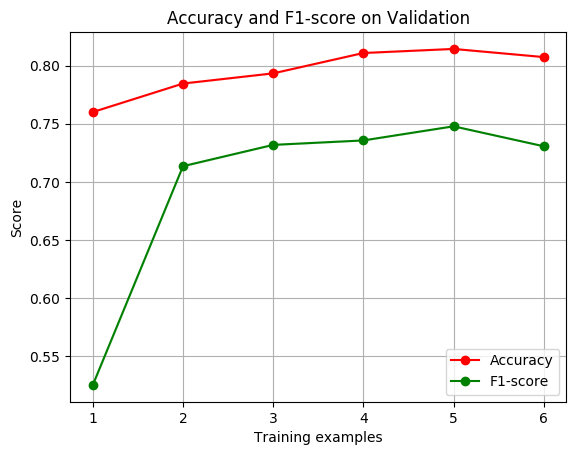 Accuracy and F1-score on Validation
0.80
0.75
0.70
0.65
0.60
0.55
Score
1 2 3 4 5 6
Training examples
Accuracy
F1-score